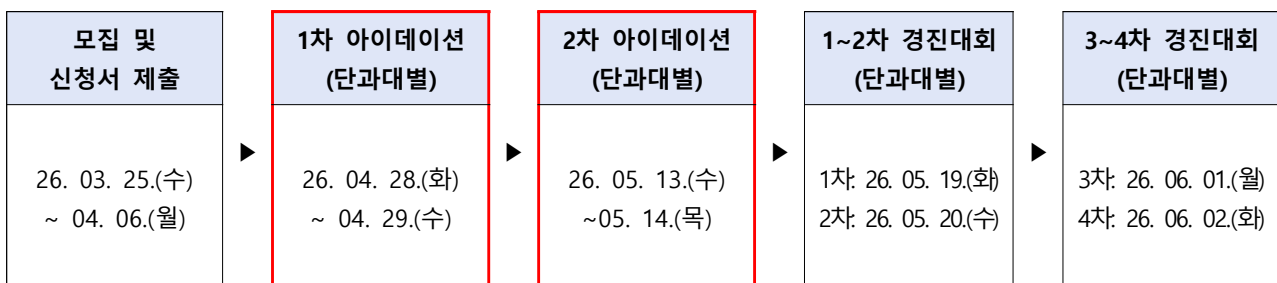 모집 및
신청서 제출
26. 03. 25.(수)
~ 04. 06.(월)
▶
1차 아이데이션
(단과대별)
26. 04. 28.(화)
~ 04. 29.(수)
▶
2차 아이데이션
(단과대별)
26. 05. 13.(수)
~05. 14.(목)
▶
1~2차 경진대회
(단과대별)
1차: 26. 05. 19.(화)
2차: 26. 05. 20.(수)
▶
3~4차 경진대회
(단과대별)
3차: 26. 06. 01.(월)
4차: 26. 06. 02.(화)